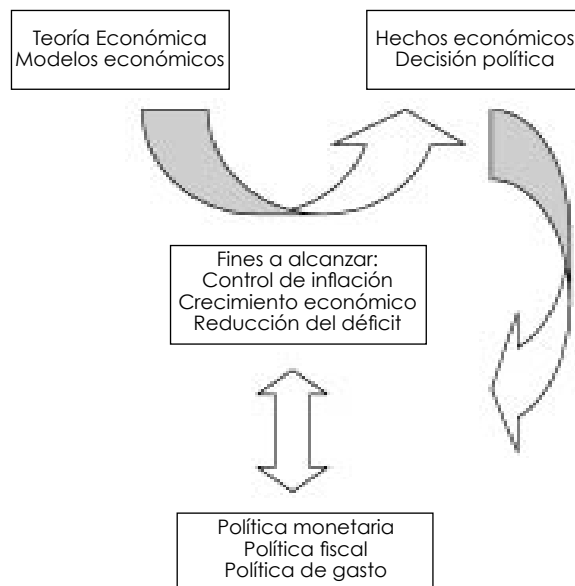 Teoría Económica
Modelos económicos
Hechos económicos
Decisión política
Fines a alcanzar:
Control de inflación
Crecimiento económico
Reducción del déficit
Política monetaria
Política fiscal
Política de gasto